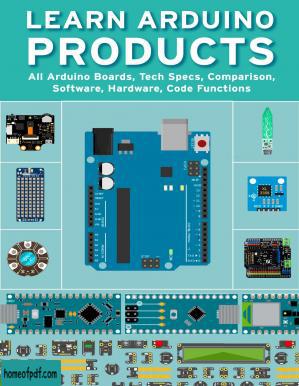 LEARN ARDUINO
PRODUCTS
All Arduino Boards, Tech Specs, Comparison,
Software, Hardware, Code Functions
homeofpdf.com